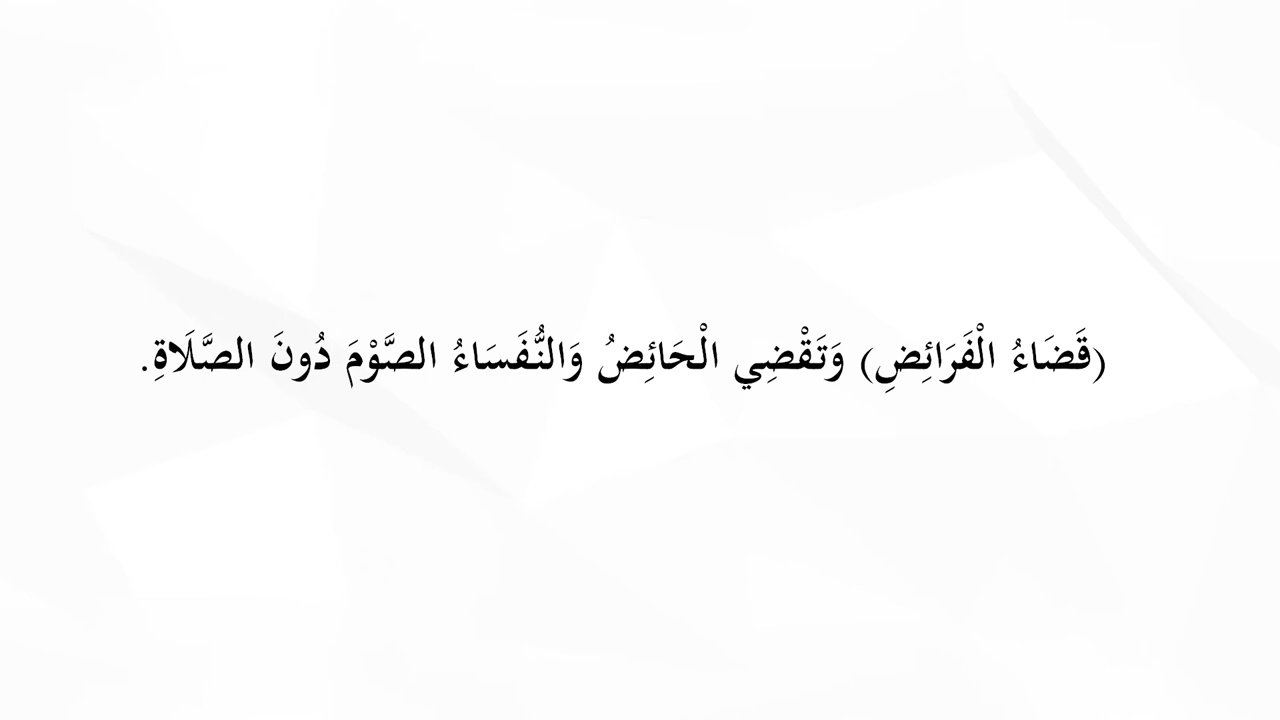 (قَضَاءُ الْفَرَائِضِ) وَتَقْضِي الْحَائِضُ وَالنُّفَسَاءُ الصَّوْمَ دُونَ الصَّلَاةِ.